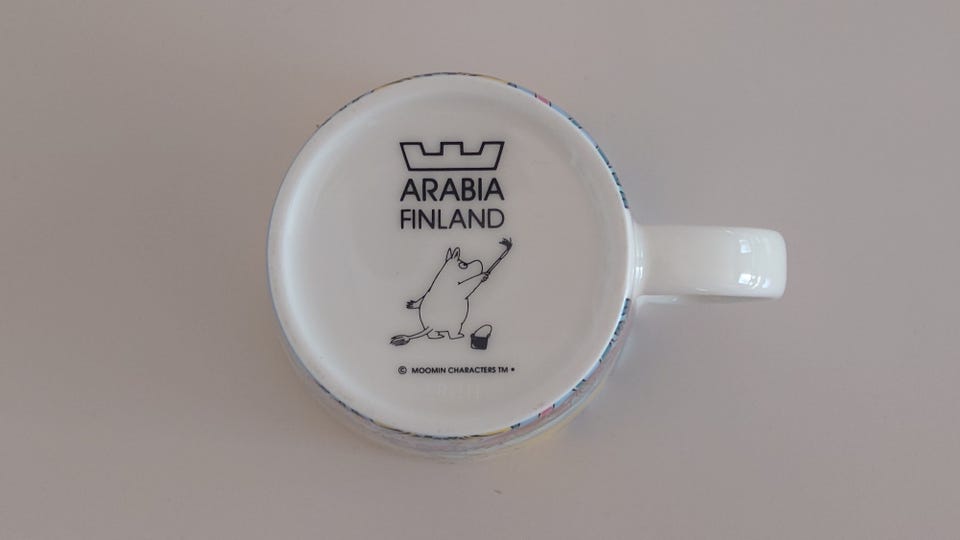 ARABIA
FINLAND
© MOOMIN CHARACTERS TM •